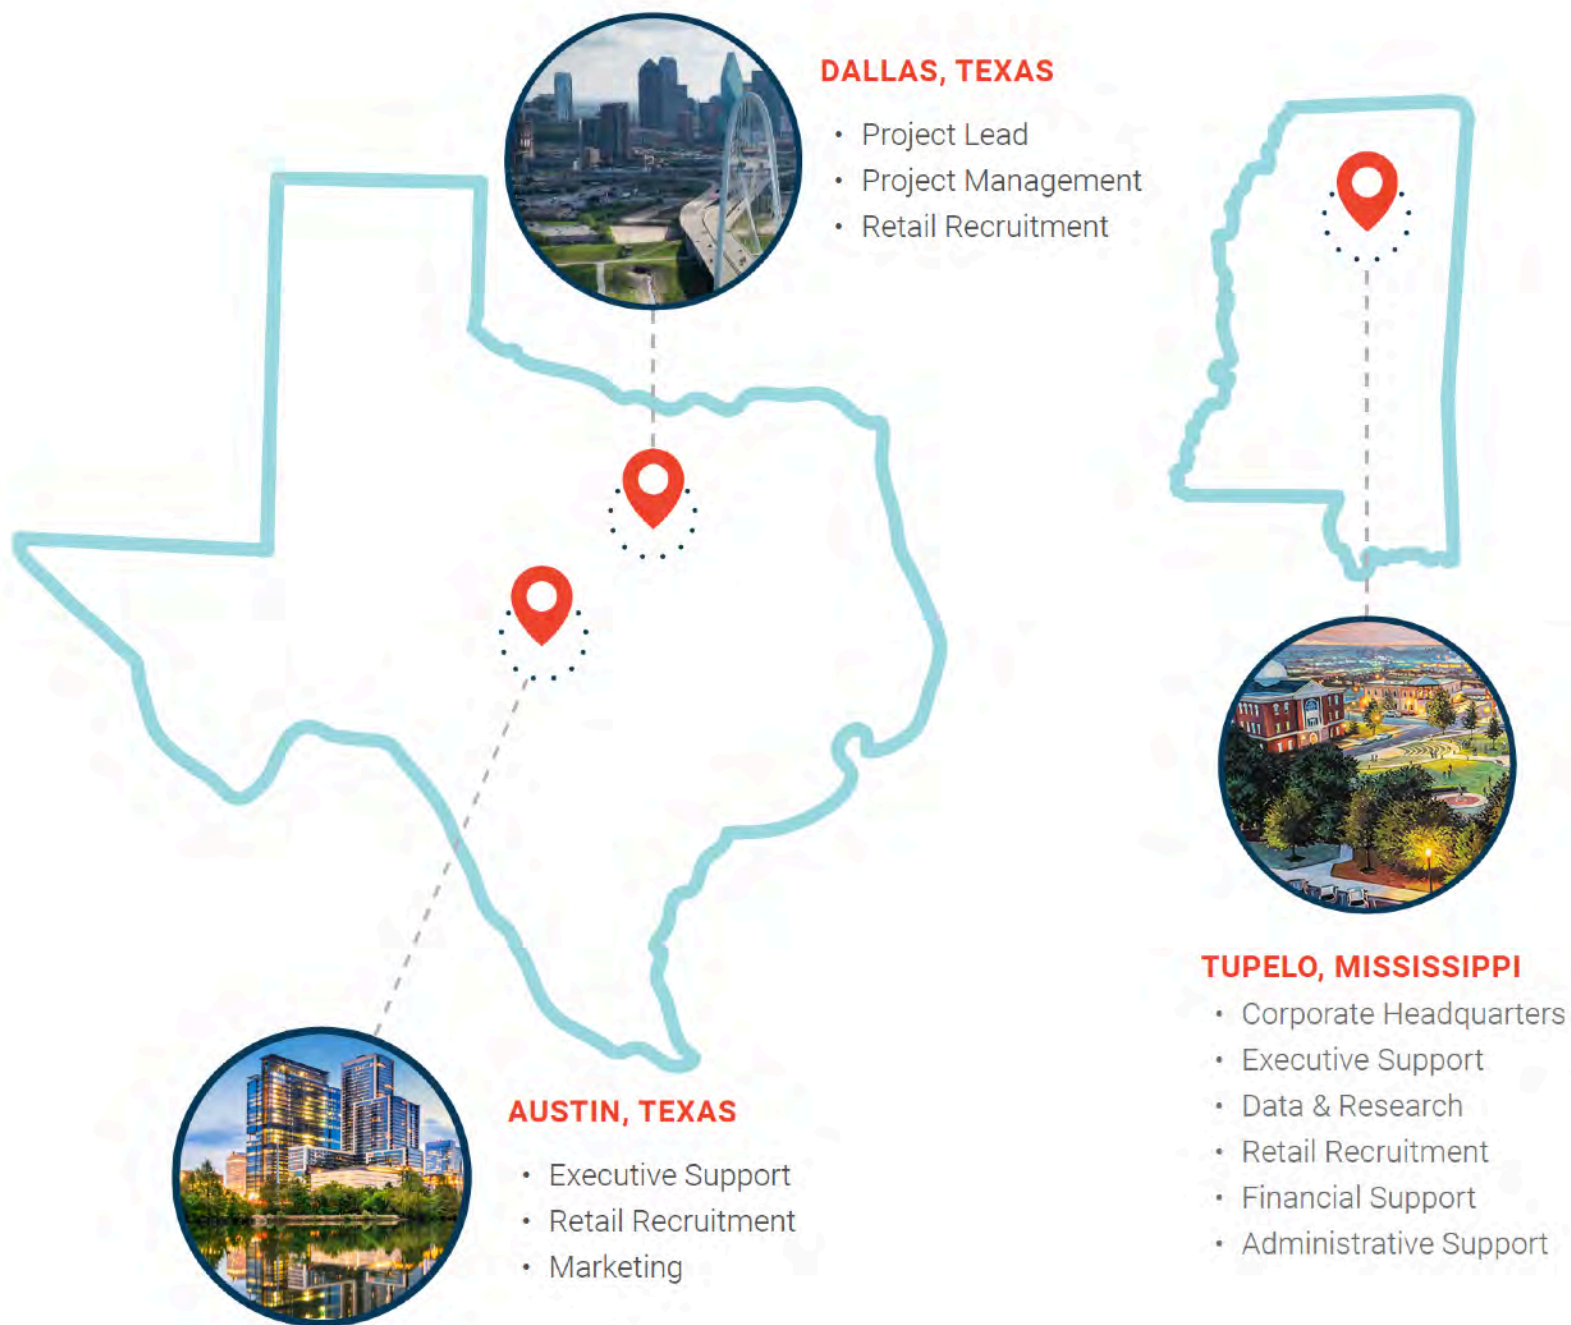 DALLAS, TEXAS
• Project Lead
• Project Management
• Retail Recruitment
TUPELO, MISSISSIPPI
• Corporate Headquarters
• Executive Support
• Data & Research
• Retail Recruitment
• Financial Support
• Administrative Support
AUSTIN, TEXAS
• Executive Support
• Retail Recruitment
• Marketing